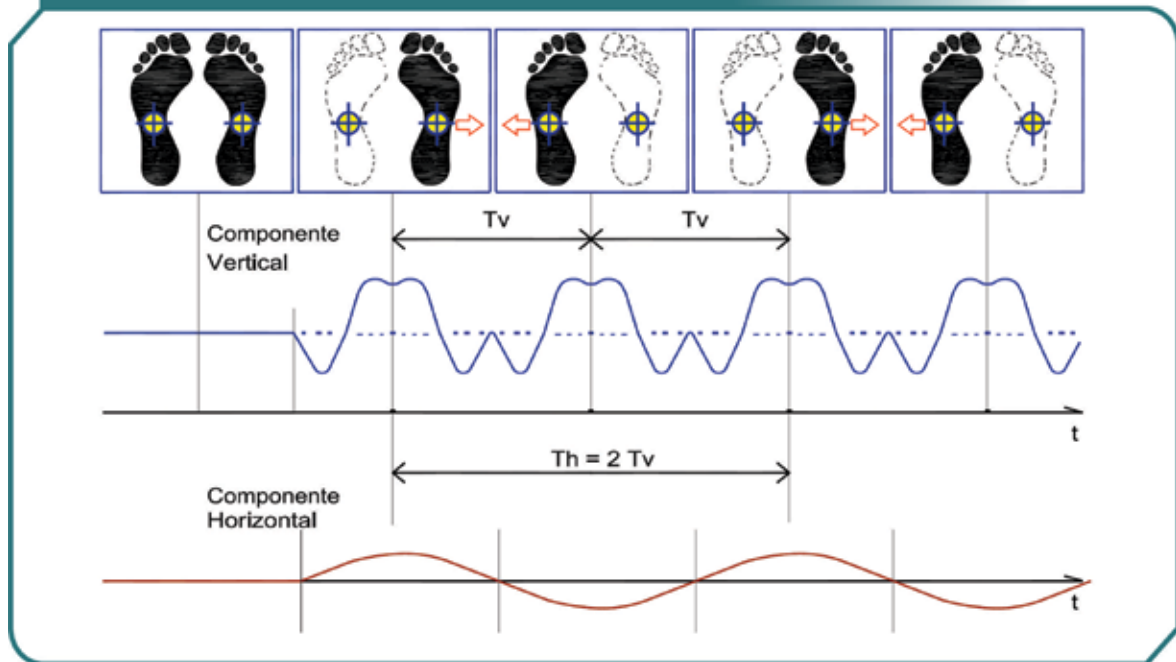 Tv
Tv
Componente
Vertical
t
Th = 2 Tv
Componente
Horizontal
t